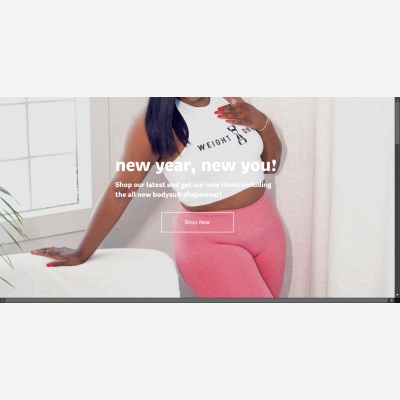 WEIGHT
new year, new you!
Shop our latest and get our new items including
the all new bodysuit shapewear!
Shop Now